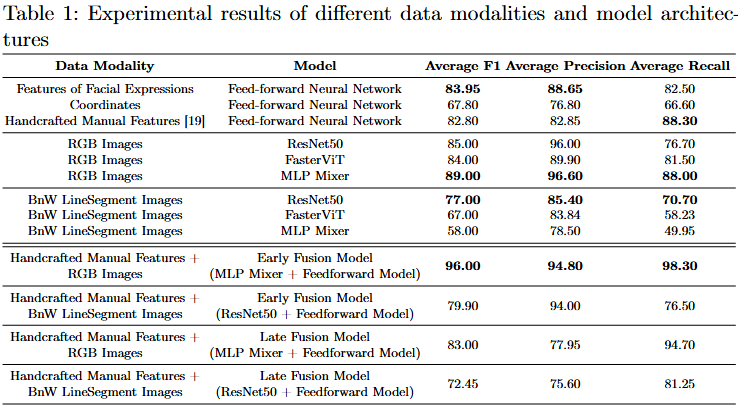 Table 1: Experimental results of different data modalities and model architec-
tures
Data Modality Model Average F1 Average Precision Average Recall
Features of Facial Expressions Feed-forward Neural Network 83.95 88.65 82.50
Coordinates Feed-forward Neural Network 67.80 76.80 66.60
Handcrafted Manual Features [19] Feed-forward Neural Network 82.80 82.85 88.30
RGB Images ResNet50 85.00 96.00 76.70
RGB Images FasterViT 84.00 89.90 81.50
RGB Images MLP Mixer 89.00 96.60 88.00
BnW LineSegment Images ResNet50 77.00 85.40 70.70
BnW LineSegment Images FasterViT 67.00 83.84 58.23
BnW LineSegment Images MLP Mixer 58.00 78.50 49.95
Handcrafted Manual Features + Early Fusion Model
RGB Images (MLP Mixer + Feedforward Model) 96.00 94.80 98.30
Handcrafted Manual Features + Early Fusion Model
BnW LineSegment Images (ResNet50 + Feedforward Model) 79.90 94.00 76.50
Handcrafted Manual Features + Late Fusion Model
RGB Images (MLP Mixer + Feedforward Model) 83.00 77.95 94.70
Handcrafted Manual Features + Late Fusion Model
BnW LineSegment Images (ResNet50 + Feedforward Model) 72.45 75.60 81.25